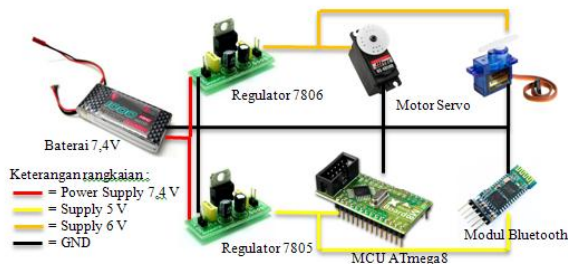 Regulator 7806
Motor Servo
Baterai 7,4V
Keterangan rangkaian :
= Power Supply 7,4 V
= Supply 5 V
= Supply 6 V
= GND
Regulator 7805
MCU ATmega8
Modul Bluetooth